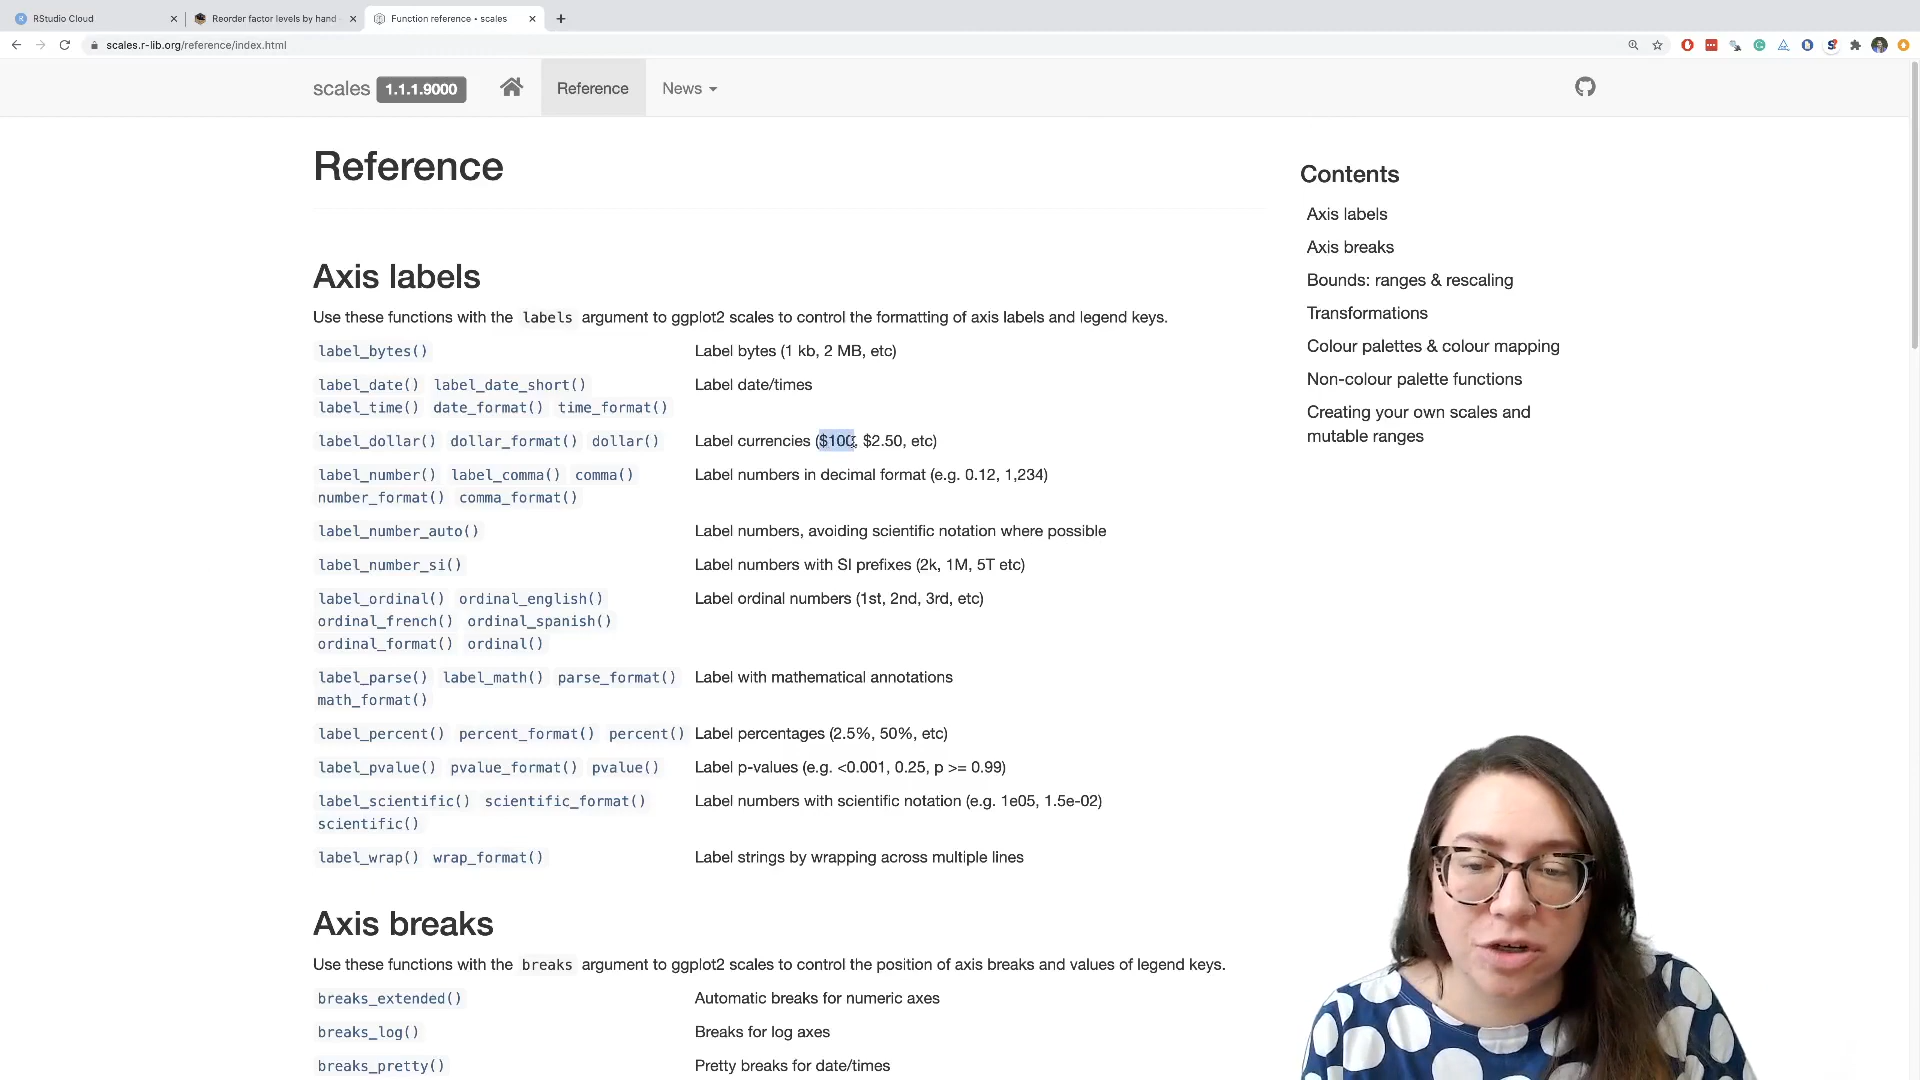 RStudio Cloud
Reorder factor levels by hand
Function reference • scales
scales.r-lib.org/reference/index.html
scales 1.1.1.9000 Reference News
Reference
Axis labels
Use these functions with the labels argument to ggplot2 scales to control the formatting of axis labels and legend keys.
label_bytes() Label bytes (1 kb, 2 MB, etc)
label_date() label_date_short() Label date/times
label_time() date_format() time_format()
label_dollar() dollar_format() dollar() Label currencies ($100, $2.50, etc)
label_number() label_comma() comma() Label numbers in decimal format (e.g. 0.12, 1,234)
number_format() comma_format()
label_number_auto() Label numbers, avoiding scientific notation where possible
label_number_si() Label numbers with SI prefixes (2k, 1M, 5T etc)
label_ordinal() ordinal_english() Label ordinal numbers (1st, 2nd, 3rd, etc)
ordinal_french() ordinal_spanish()
ordinal_format() ordinal()
label_parse() label_math() parse_format() Label with mathematical annotations
math_format()
label_percent() percent_format() percent() Label percentages (2.5%, 50%, etc)
label_pvalue() pvalue_format() pvalue() Label p-values (e.g. <0.001, 0.25, p >= 0.99)
label_scientific() scientific_format() Label numbers with scientific notation (e.g. 1e05, 1.5e-02)
scientific()
label_wrap() wrap_format() Label strings by wrapping across multiple lines
Axis breaks
Use these functions with the breaks argument to ggplot2 scales to control the position of axis breaks and values of legend keys.
breaks_extended() Automatic breaks for numeric axes
breaks_log() Breaks for log axes
breaks_pretty() Pretty breaks for date/times
Contents
Axis labels
Axis breaks
Bounds: ranges & rescaling
Transformations
Colour palettes & colour mapping
Non-colour palette functions
Creating your own scales and
mutable ranges